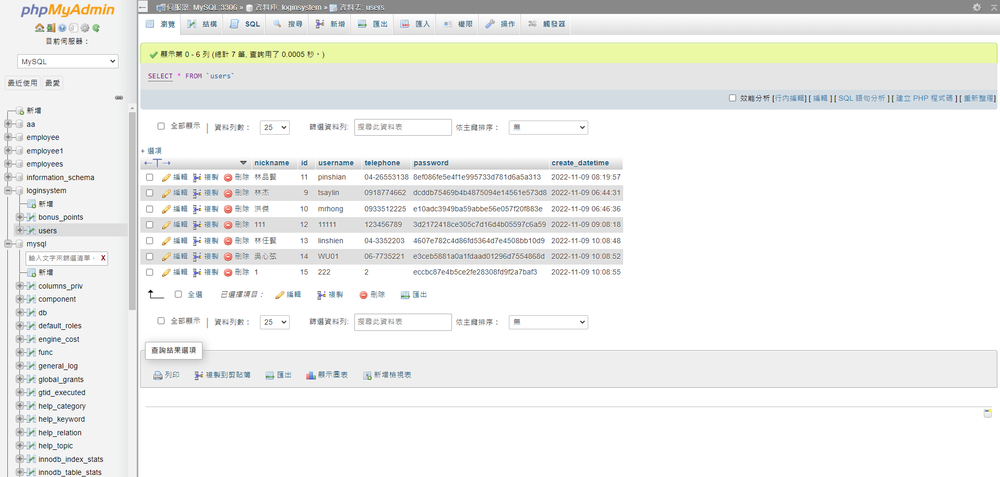 phpMyAdmin
目前伺服器：
MySQL
最近使用 最愛
新增
aa
employee
employee1
employees
information_schema
loginsystem
新增
bonus_points
users
mysql
輸入文字來篩選清單， X
新增
columns_priv
component
db
default_roles
engine_cost
func
general_log
global_grants
gtid_executed
help_category
help_keyword
help_relation
help_topic
innodb_index_stats
innodb_table_stats
伺服器: MySQL:3306 » 資料庫: loginsystem » 資料表: users
瀏覽 結構 SQL 搜尋 新增 匯出 匯入 權限 操作 觸發器
顯示第 0 - 6 列 (總計 7 筆, 查詢用了 0.0005 秒。)
SELECT * FROM `users`
效能分析 [行內編輯] [ 編輯 ] [ SQL 語句分析 ] [ 建立 PHP 程式碼 ] [ 重新整理]
全部顯示 | 資料列數： 25 篩選資料列: 搜尋此資料表 依主鍵排序： 無
+ 選項
←T→ nickname id username telephone password create_datetime
編輯 複製 刪除 林品賢 11 pinshian 04-26553138 8ef086fe5e4f1e995733d781d6a5a313 2022-11-09 08:19:57
編輯 複製 刪除 林杰 9 tsaylin 0918774662 dcddb75469b4b4875094e14561e573d8 2022-11-09 06:44:31
編輯 複製 刪除 洪傑 10 mrhong 0933512225 e10adc3949ba59abbe56e057f20f883e 2022-11-09 06:46:36
編輯 複製 刪除 111 12 11111 123456789 3d2172418ce305c7d16d4b05597c6a59 2022-11-09 09:08:18
編輯 複製 刪除 林任賢 13 linshien 04-3352203 4607e782c4d86fd5364d7e4508bb10d9 2022-11-09 10:08:48
編輯 複製 刪除 吳心弦 14 WU01 06-7735221 e3ceb5881a0a1fdaad01296d7554868d 2022-11-09 10:08:52
編輯 複製 刪除 1 15 222 2 eccbc87e4b5ce2fe28308fd9f2a7baf3 2022-11-09 10:08:55
全選 已選擇項目： 編輯 複製 刪除 匯出
全部顯示 | 資料列數： 25 篩選資料列: 搜尋此資料表 依主鍵排序： 無
查詢結果選項
列印 複製到剪貼簿 匯出 顯示圖表 新增檢視表